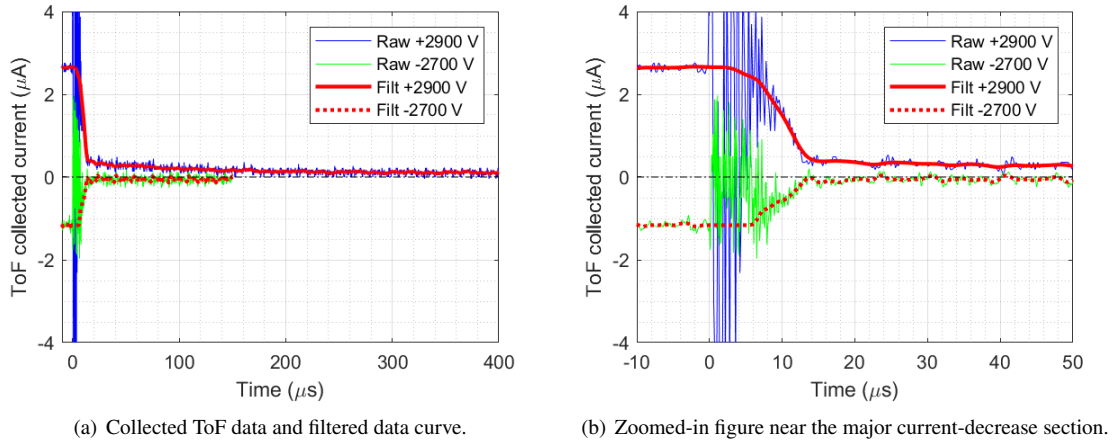 4
2
0
-2
-4
ToF collected current (μA)
0
100
200
300
400
Time (μs)
Raw +2900 V
Raw -2700 V
Filt +2900 V
Filt -2700 V
(a) Collected ToF data and filtered data curve.
4
2
0
-2
-4
ToF collected current (μA)
-10
0
10
20
30
40
50
Time (μs)
Raw +2900 V
Raw -2700 V
Filt +2900 V
Filt -2700 V
(b) Zoomed-in figure near the major current-decrease section.